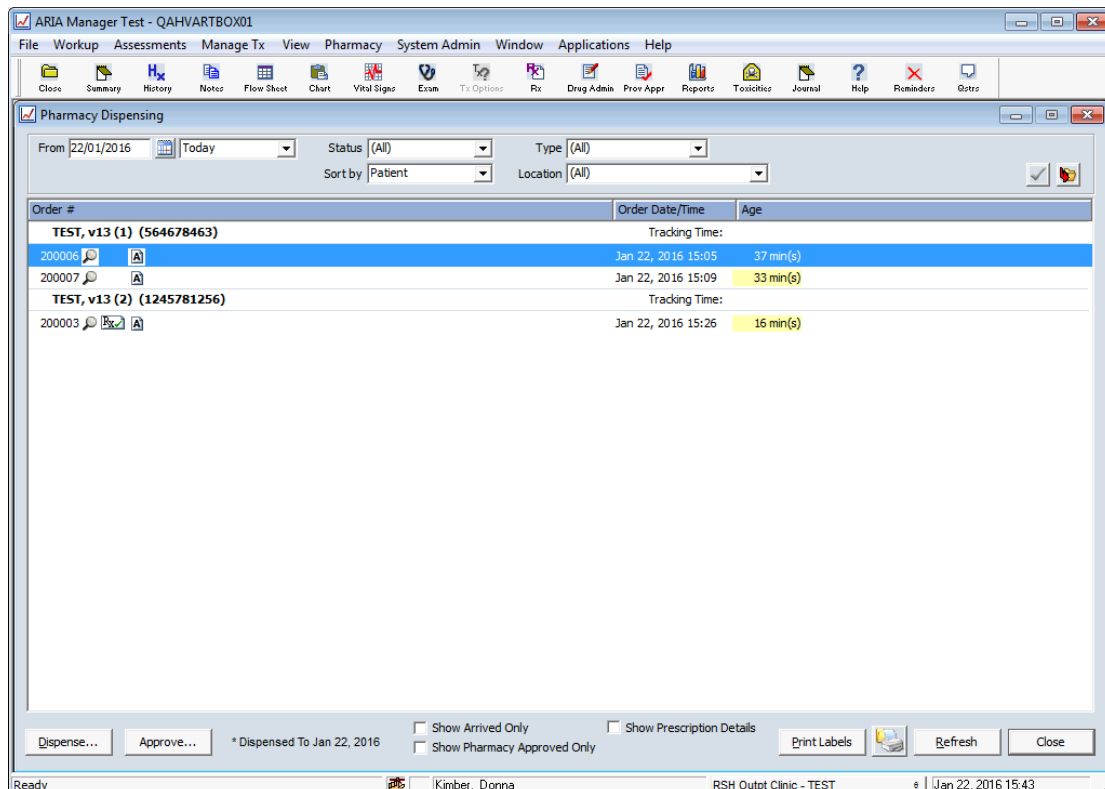 ARIA Manager Test - QAHVARTBOX01
File Workup Assessments Manage Tx View Pharmacy System Admin Window Applications Help
Close Summary History Notes Flow Sheet Chart Vital Signs Exam Tx Options Rx Drug Admin Prov Appr Reports Toxicities Journal Help Reminders Qstrs
Pharmacy Dispensing
From 22/01/2016 Today Status (All) Type (All)
Sort by Patient Location (All)
Order # Order Date/Time Age
TEST, v13 (1) (564678463) Tracking Time:
200006 A Jan 22, 2016 15:05 37 min(s)
200007 A Jan 22, 2016 15:09 33 min(s)
TEST, v13 (2) (1245781256) Tracking Time:
200003 Rx A Jan 22, 2016 15:26 16 min(s)
Show Arrived Only Show Prescription Details
Dispense... Approve... * Dispensed To Jan 22, 2016 Show Pharmacy Approved Only Print Labels Refresh Close
Ready Kimber, Donna RSH Outpt Clinic - TEST Jan 22, 2016 15:43